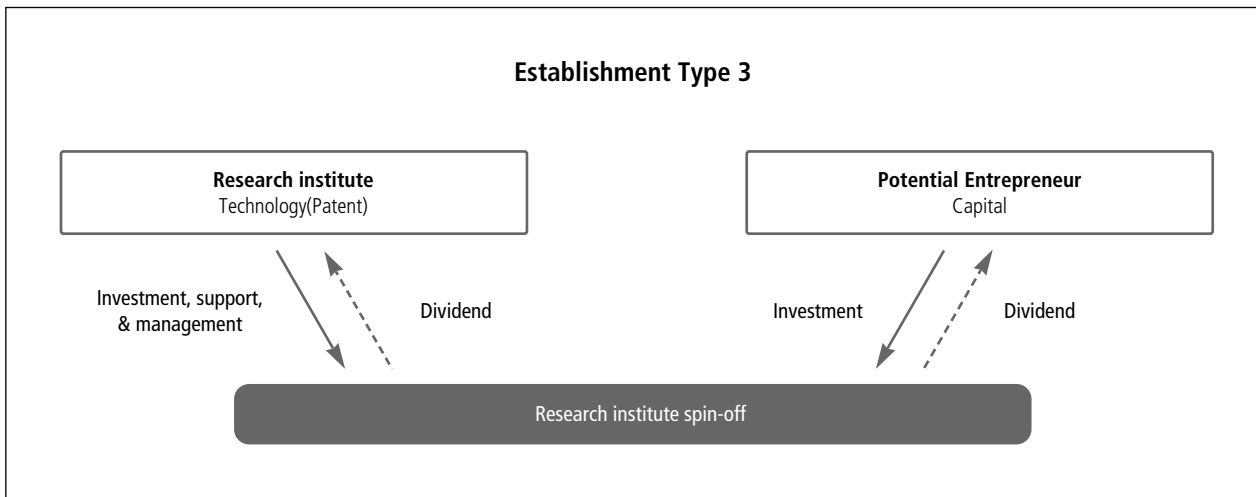 Establishment Type 3
Research institute
Technology(Patent)
Potential Entrepreneur
Capital
Investment, support,
& management
Dividend
Investment
Dividend
Research institute spin-off